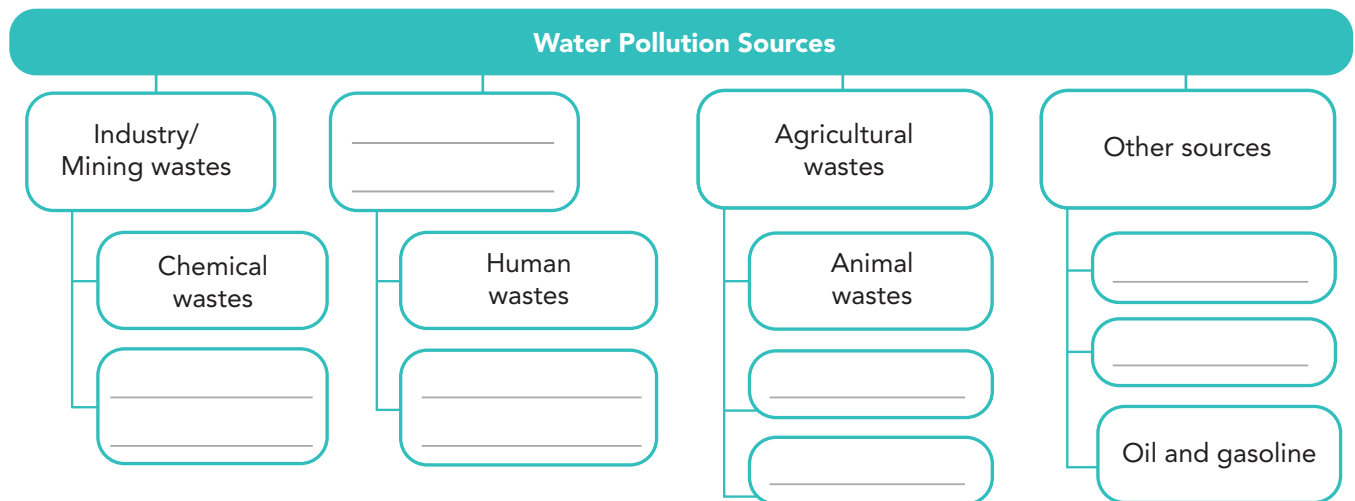 Water Pollution Sources
Industry/
Mining wastes
Chemical
wastes
Human
wastes
Agricultural
wastes
Animal
wastes
Other sources
Oil and gasoline